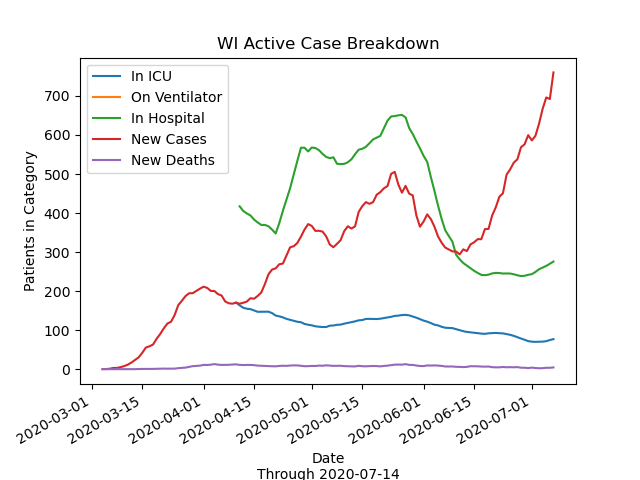 WI Active Case Breakdown
In ICU
On Ventilator
In Hospital
New Cases
New Deaths
Patients in Category
700
600
500
400
300
200
100
0
2020-03-01
2020-03-15
2020-04-01
2020-04-15
2020-05-01
2020-05-15
2020-06-01
2020-06-15
2020-07-01
Date
Through 2020-07-14